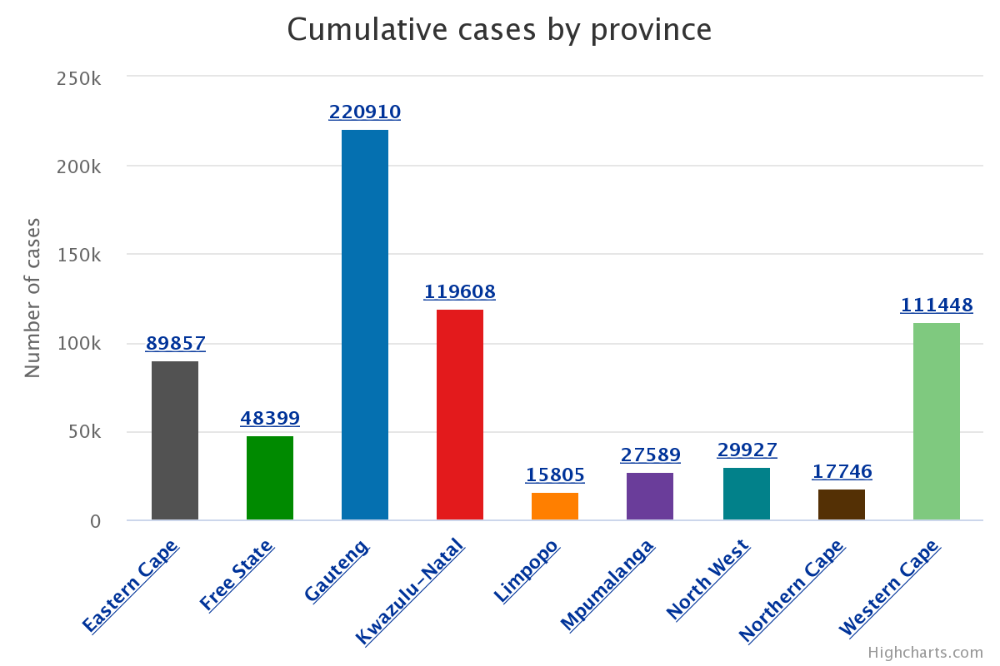 Cumulative cases by province
250k
200k
150k
100k
50k
0
Number of cases
89857
48399
220910
119608
15805
27589
29927
17746
111448
Eastern Cape
Free State
Gauteng
Kwazulu-Natal
Limpopo
Mpumalanga
North West
Northern Cape
Western Cape
Highcharts.com